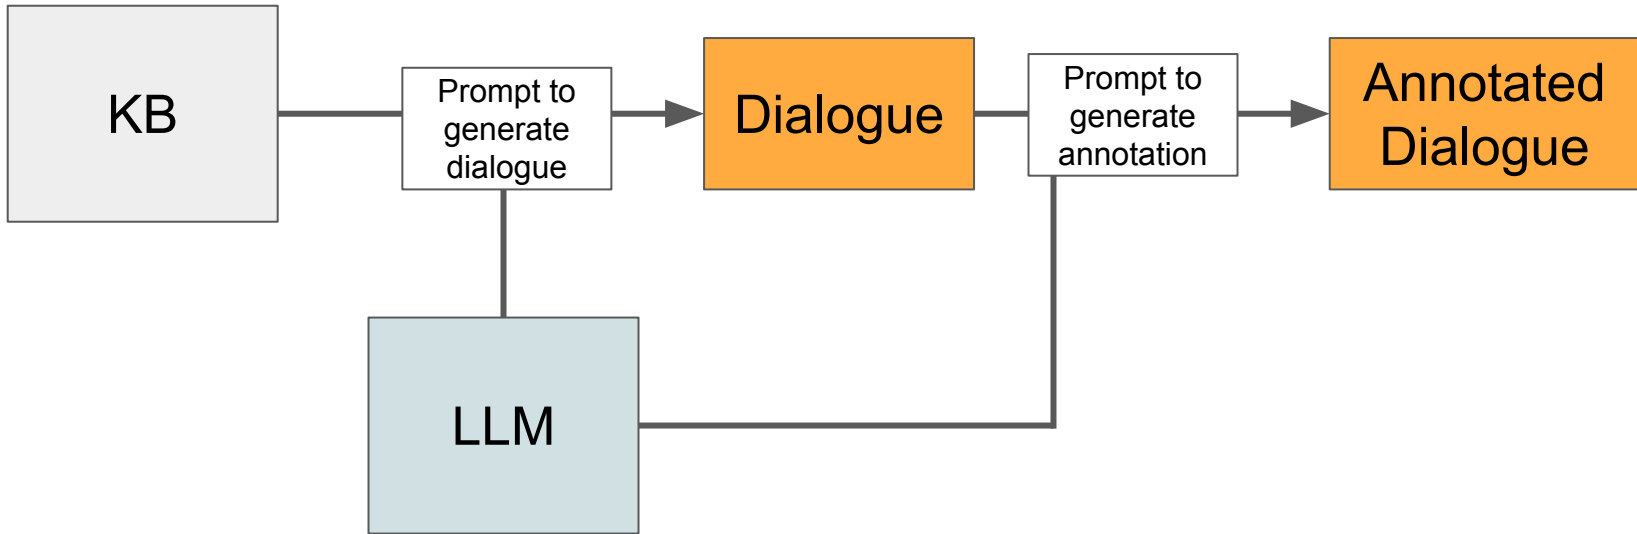 KB
Prompt to
generate
dialogue
Dialogue
Prompt to
generate
annotation
Annotated
Dialogue
LLM